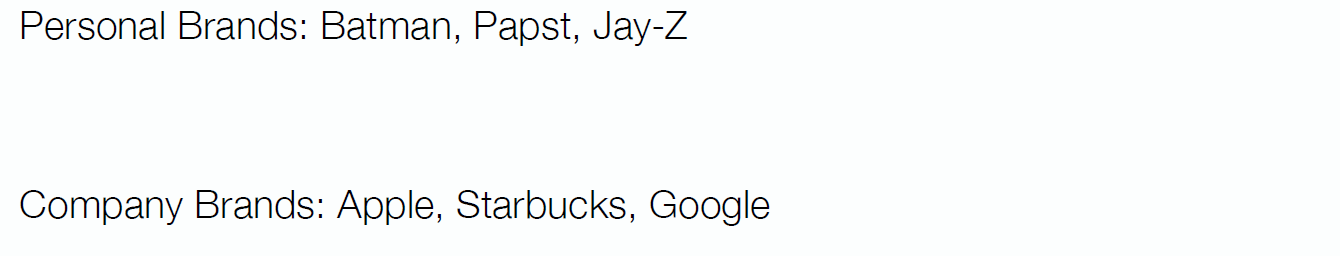 Personal Brands: Batman, Papst, Jay-Z
Company Brands: Apple, Starbucks, Google